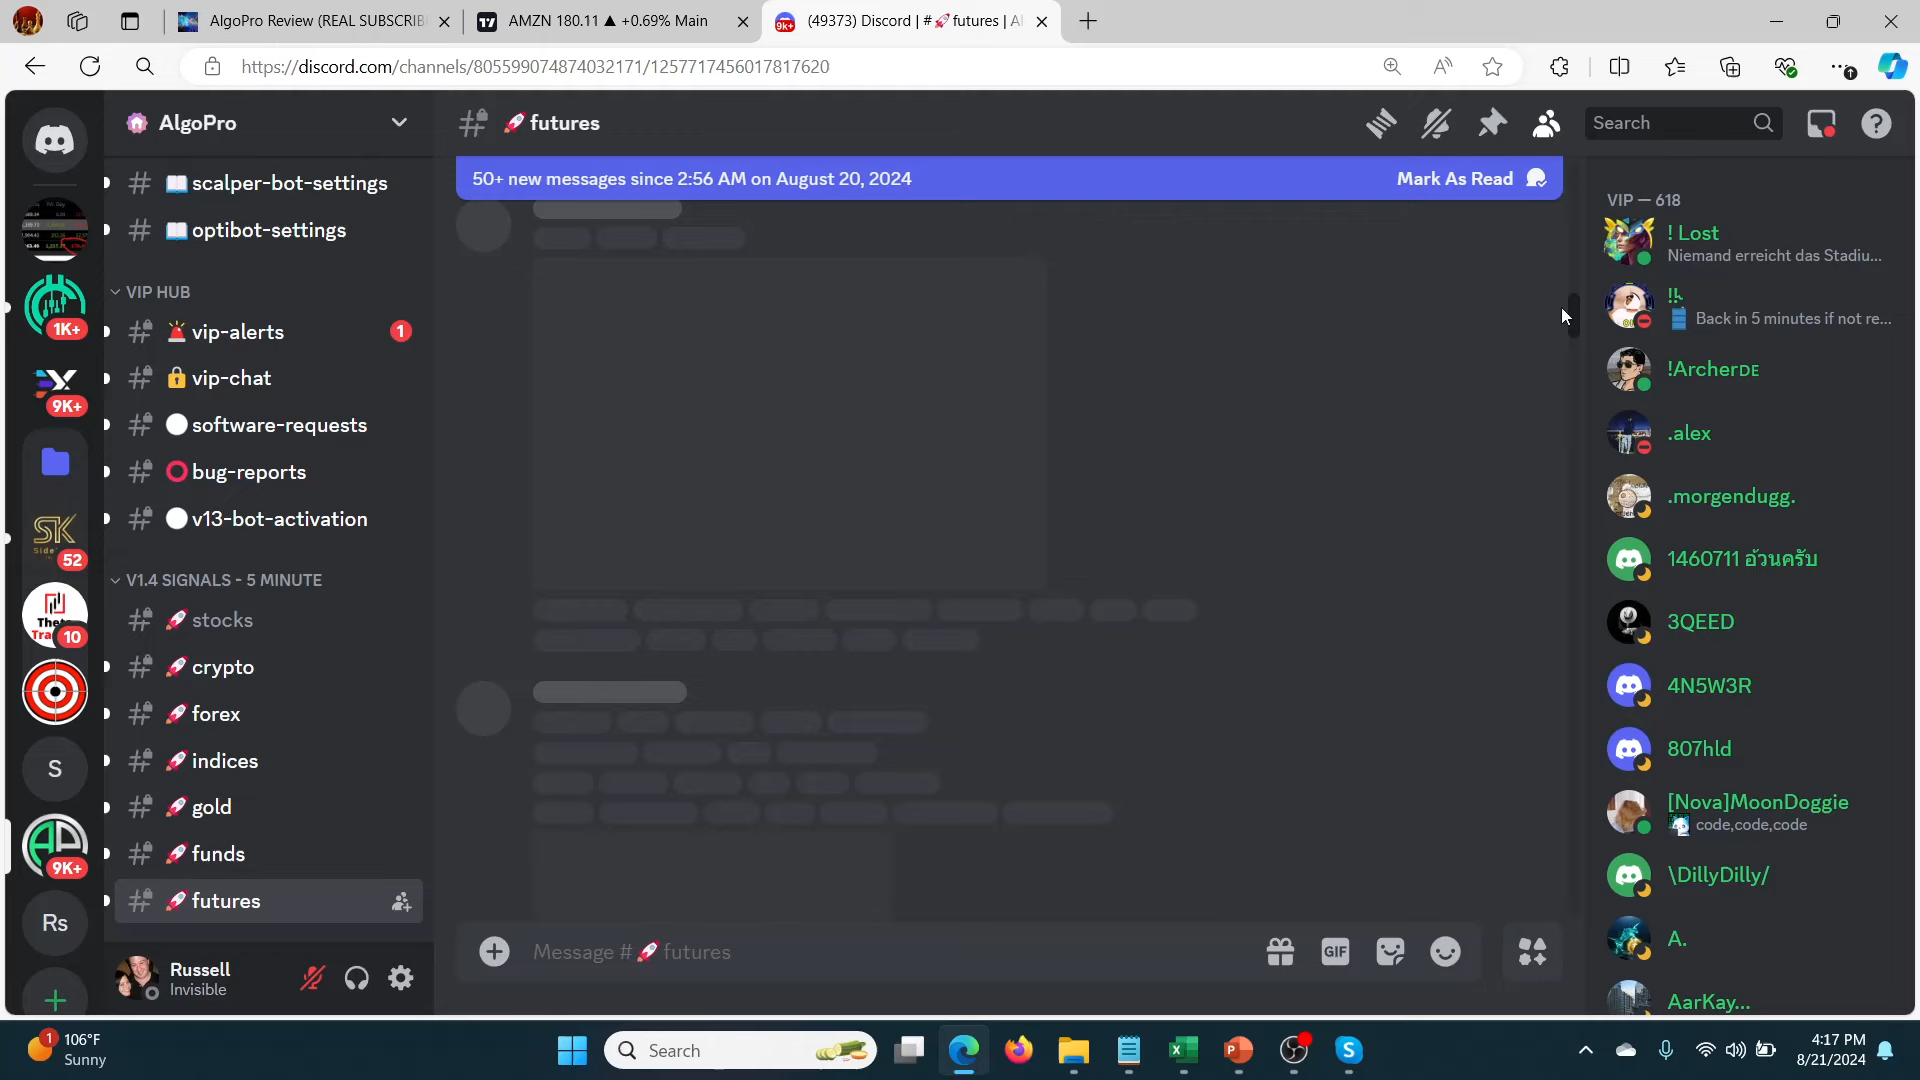 AlgoPro Review (REAL SUBSCRIB
AMZN 180.11 ▲ +0.69% Main
(49373) Discord | #🚀futures | Al
https://discord.com/channels/805599074874032171/1257717456017817620
AlgoPro
🚀futures
Search
50+ new messages since 2:56 AM on August 20, 2024
Mark As Read
scalper-bot-settings
optibot-settings
VIP HUB
vip-alerts
1
vip-chat
software-requests
bug-reports
v13-bot-activation
V1.4 SIGNALS - 5 MINUTE
🚀stocks
🚀crypto
🚀forex
🚀indices
🚀gold
🚀funds
🚀futures
1K+
9K+
52
10
S
9K+
Rs
Russell
Invisible
Message #🚀futures
GIF
VIP — 618
! Lost
Niemand erreicht das Stadiu...
Back in 5 minutes if not re...
!Archerᴅᴇ
.alex
.morgendugg.
1460711 อ้วนครับ
3QEED
4N5W3R
807hld
[Nova]MoonDoggie
code,code,code
\DillyDilly/
A.
AarKay...
1
106°F
Sunny
Search
4:17 PM
8/21/2024